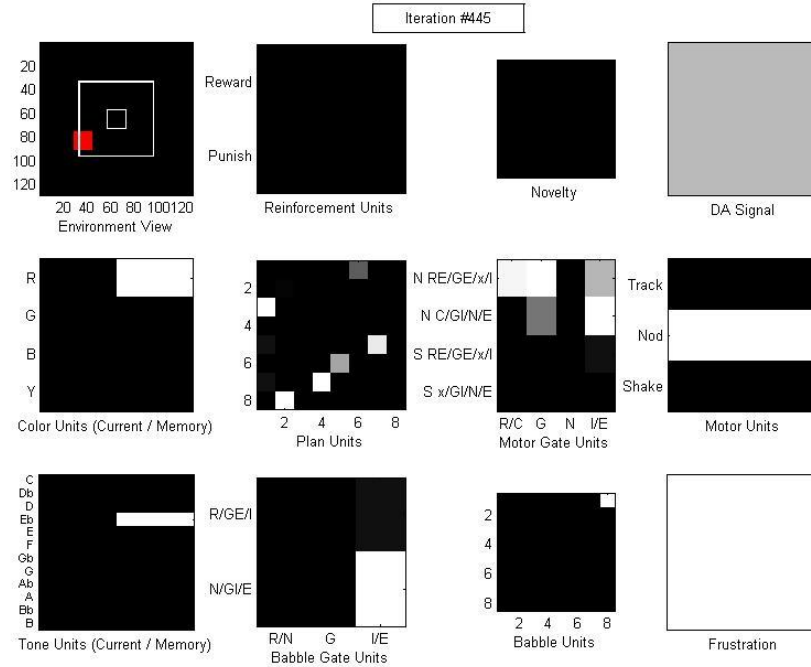 Iteration #445
20
40
60
80
100
120
20 40 60 80 100120
Environment View
Reward
Punish
Reinforcement Units
Novelty
DA Signal
R
G
B
Y
Color Units (Current / Memory)
2
4
6
8
2 4 6 8
Plan Units
N RE/GE/x/I
N C/GI/N/E
S RE/GE/x/I
S x/GI/N/E
R/C G N I/E
Motor Gate Units
Track
Nod
Shake
Motor Units
C
Db
D
Eb
E
F
Gb
G
Ab
A
Bb
B
Tone Units (Current / Memory)
R/GE/I
N/GI/E
R/N G I/E
Babble Gate Units
2
4
6
8
2 4 6 8
Babble Units
Frustration